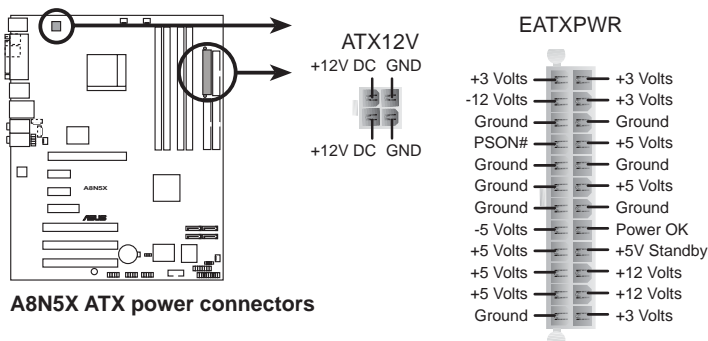 EATXPWR
ATX12V
+12V DC GND
+12V DC GND
+3 Volts +3 Volts
-12 Volts +3 Volts
Ground Ground
PSON# +5 Volts
Ground Ground
Ground +5 Volts
Ground Ground
-5 Volts Power OK
+5 Volts +5V Standby
+5 Volts +12 Volts
+5 Volts +12 Volts
Ground +3 Volts
A8N5X
ASUS
A8N5X ATX power connectors